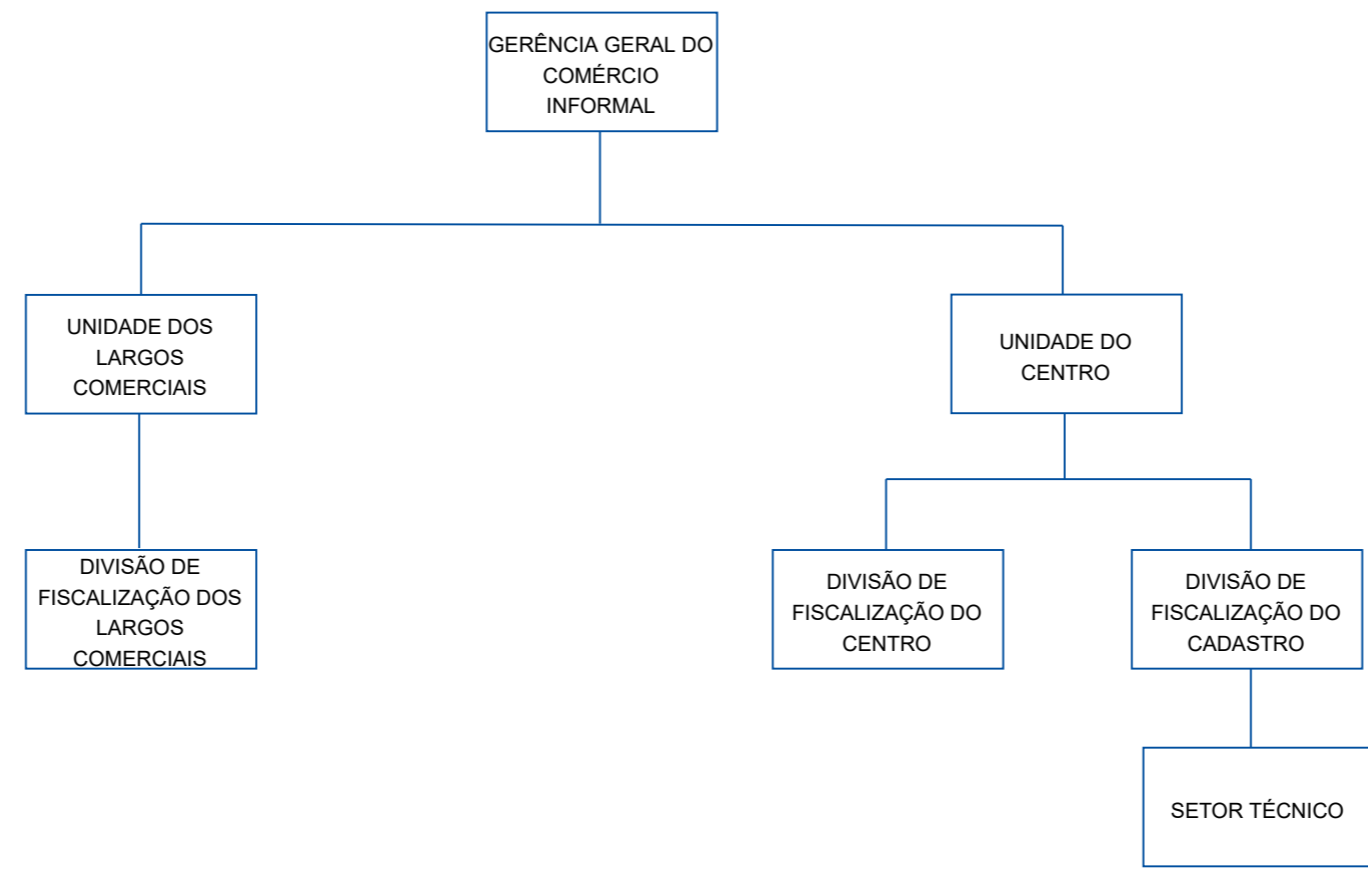 GERÊNCIA GERAL DO
COMÉRCIO
INFORMAL
UNIDADE DOS
LARGOS
COMERCIAIS
UNIDADE DO
CENTRO
DIVISÃO DE
FISCALIZAÇÃO DOS
LARGOS
COMERCIAIS
DIVISÃO DE
FISCALIZAÇÃO DO
CENTRO
DIVISÃO DE
FISCALIZAÇÃO DO
CADASTRO
SETOR TÉCNICO